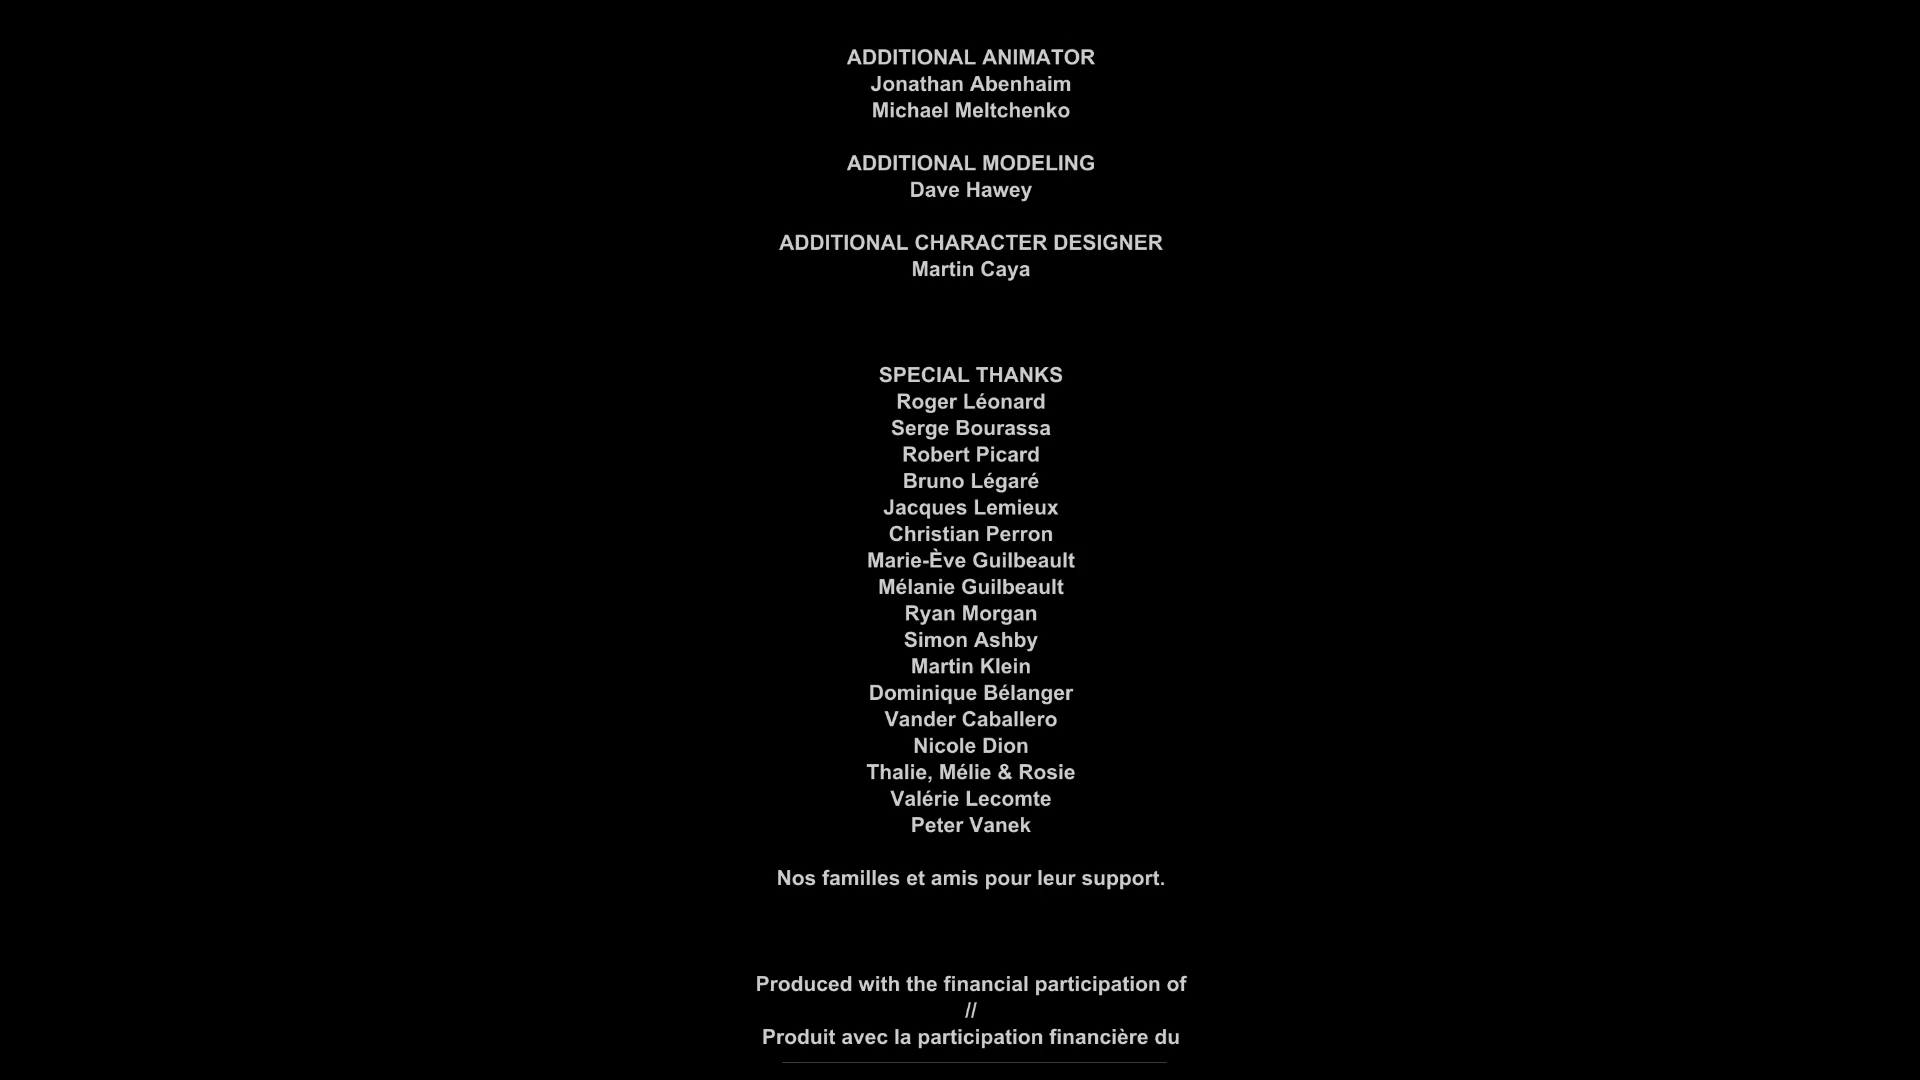 ADDITIONAL ANIMATOR
Jonathan Abenhaim
Michael Meltchenko
ADDITIONAL MODELING
Dave Hawey
ADDITIONAL CHARACTER DESIGNER
Martin Caya
SPECIAL THANKS
Roger Léonard
Serge Bourassa
Robert Picard
Bruno Légaré
Jacques Lemieux
Christian Perron
Marie-Ève Guilbeault
Mélanie Guilbeault
Ryan Morgan
Simon Ashby
Martin Klein
Dominique Bélanger
Vander Caballero
Nicole Dion
Thalie, Mélie & Rosie
Valérie Lecomte
Peter Vanek
Nos familles et amis pour leur support.
Produced with the financial participation of
//
Produit avec la participation financière du